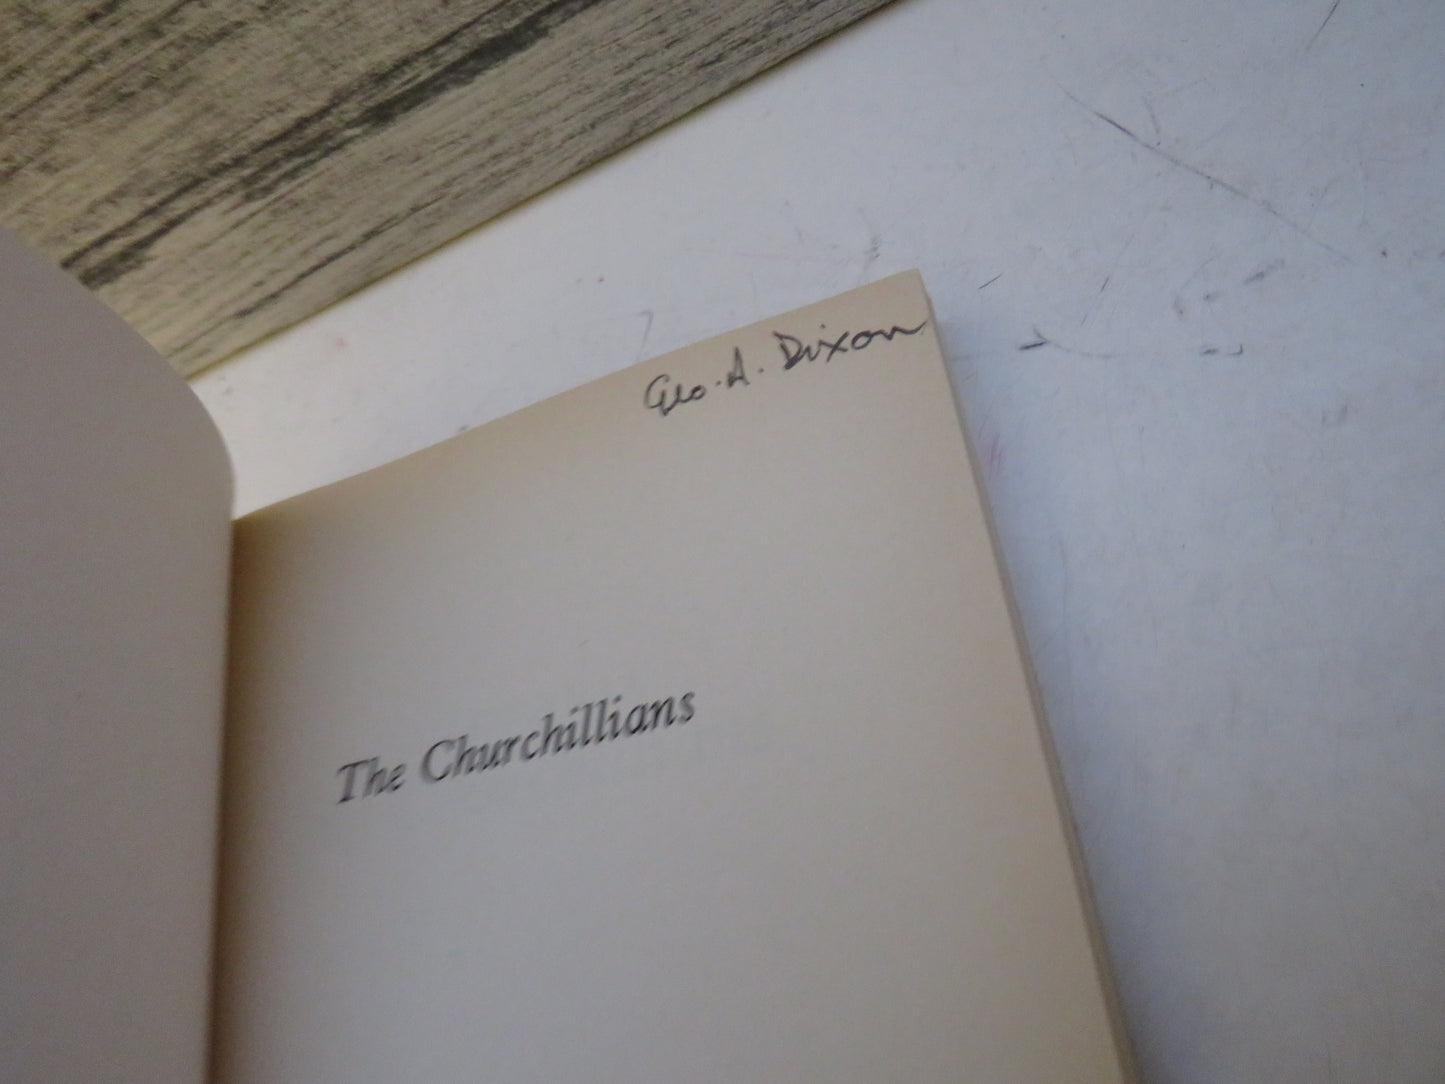 Geo. A. Dixon
The Churchillians